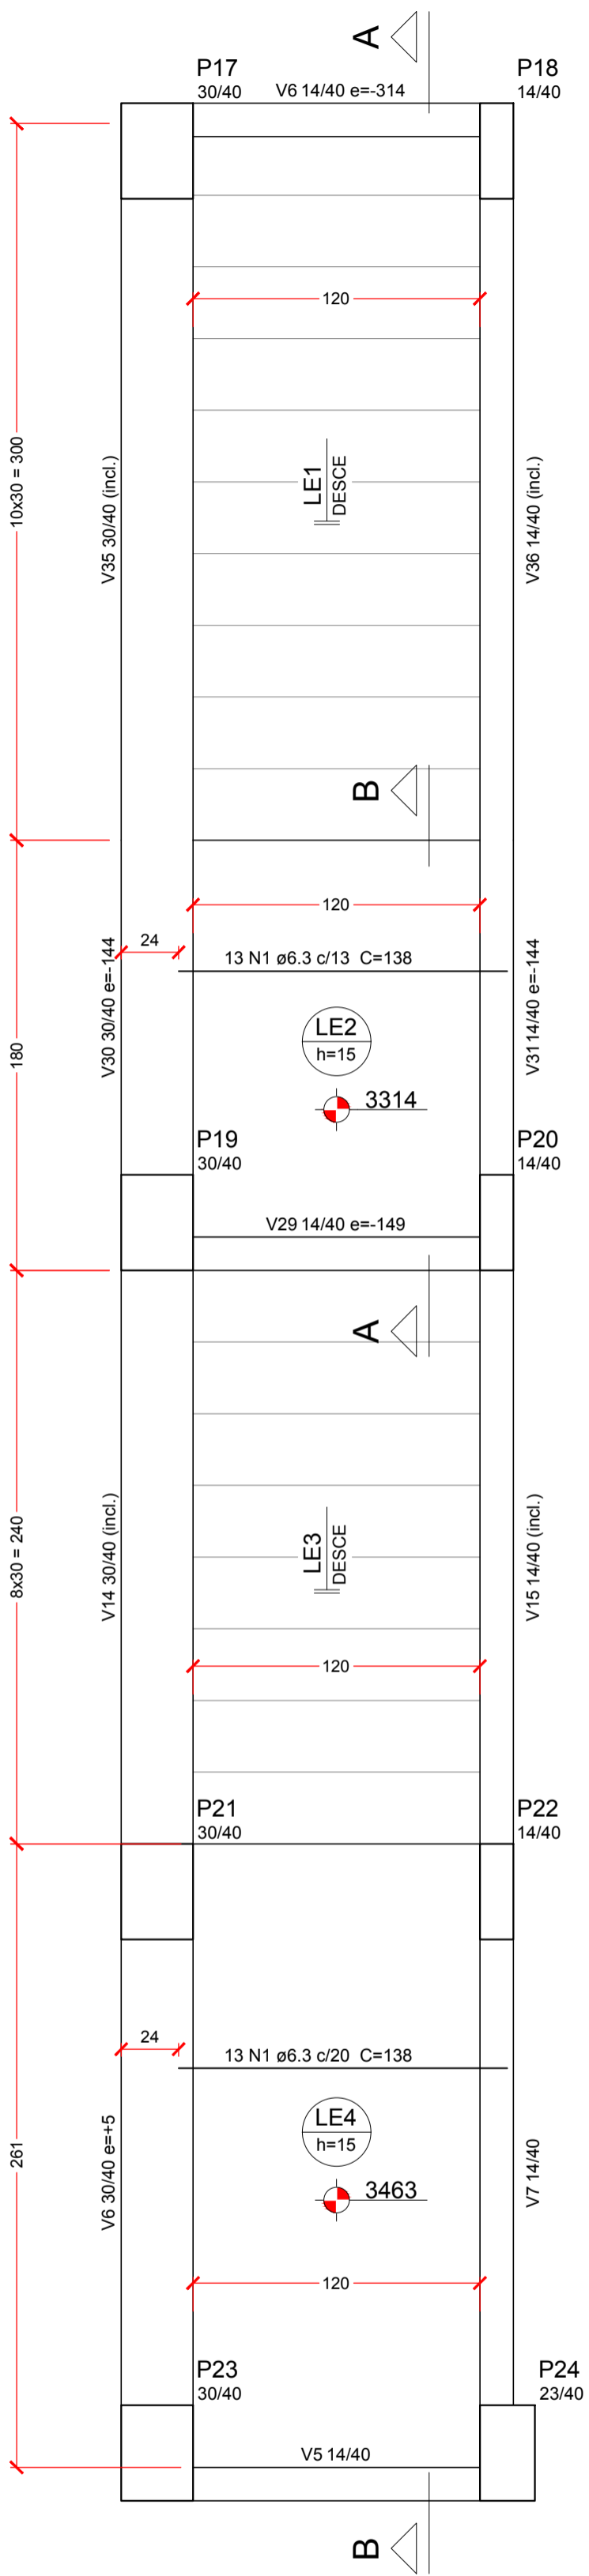 A
P17
30/40
V6 14/40 e=-314
P18
14/40
120
10x30 = 300
V35 30/40 (incl.)
LE1
DESCE
V36 14/40 (incl.)
B
120
24
13 N1 ø6.3 c/13 C=138
V30 30/40 e=-144
LE2
h=15
V31 14/40 e=-144
180
3314
P19
30/40
P20
14/40
V29 14/40 e=-149
A
8x30 = 240
V14 30/40 (incl.)
LE3
DESCE
V15 14/40 (incl.)
120
P21
30/40
P22
14/40
24
13 N1 ø6.3 c/20 C=138
LE4
h=15
261
V6 30/40 e=+5
3463
V7 14/40
120
P23
30/40
P24
23/40
V5 14/40
B